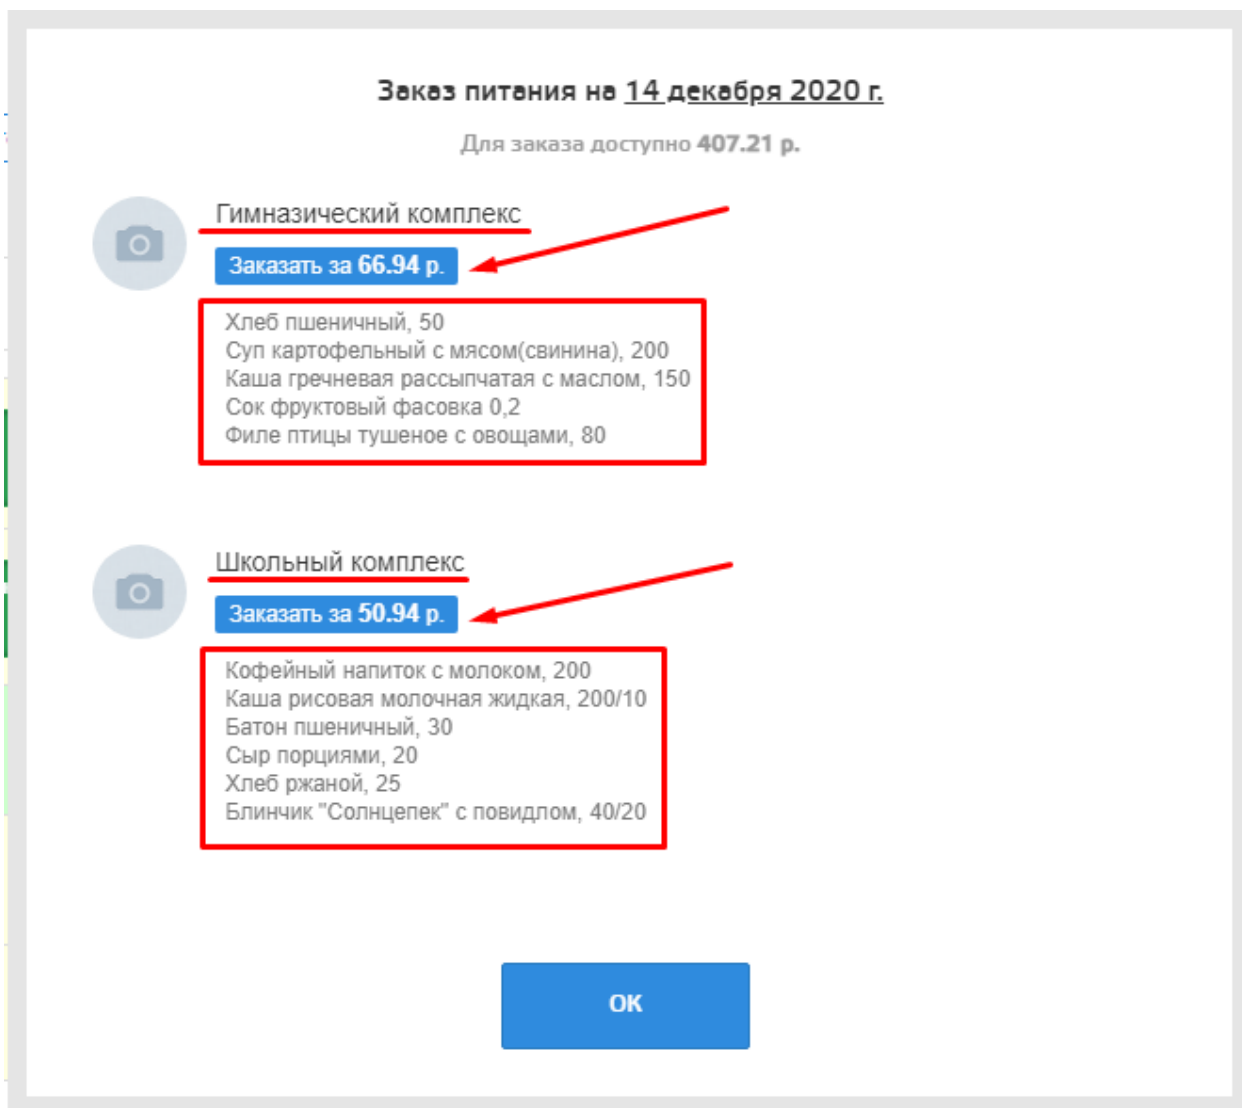 Заказ питания на 14 декабря 2020 г.
Для заказа доступно 407.21 р.
Гимназический комплекс
Заказать за 66.94 р.
Хлеб пшеничный, 50
Суп картофельный с мясом(свинина), 200
Каша гречневая рассыпчатая с маслом, 150
Сок фруктовый фасовка 0,2
Филе птицы тушеное с овощами, 80
Школьный комплекс
Заказать за 50.94 р.
Кофейный напиток с молоком, 200
Каша рисовая молочная жидкая, 200/10
Батон пшеничный, 30
Сыр порциями, 20
Хлеб ржаной, 25
Блинчик "Солнцепек" с повидлом, 40/20
ОК